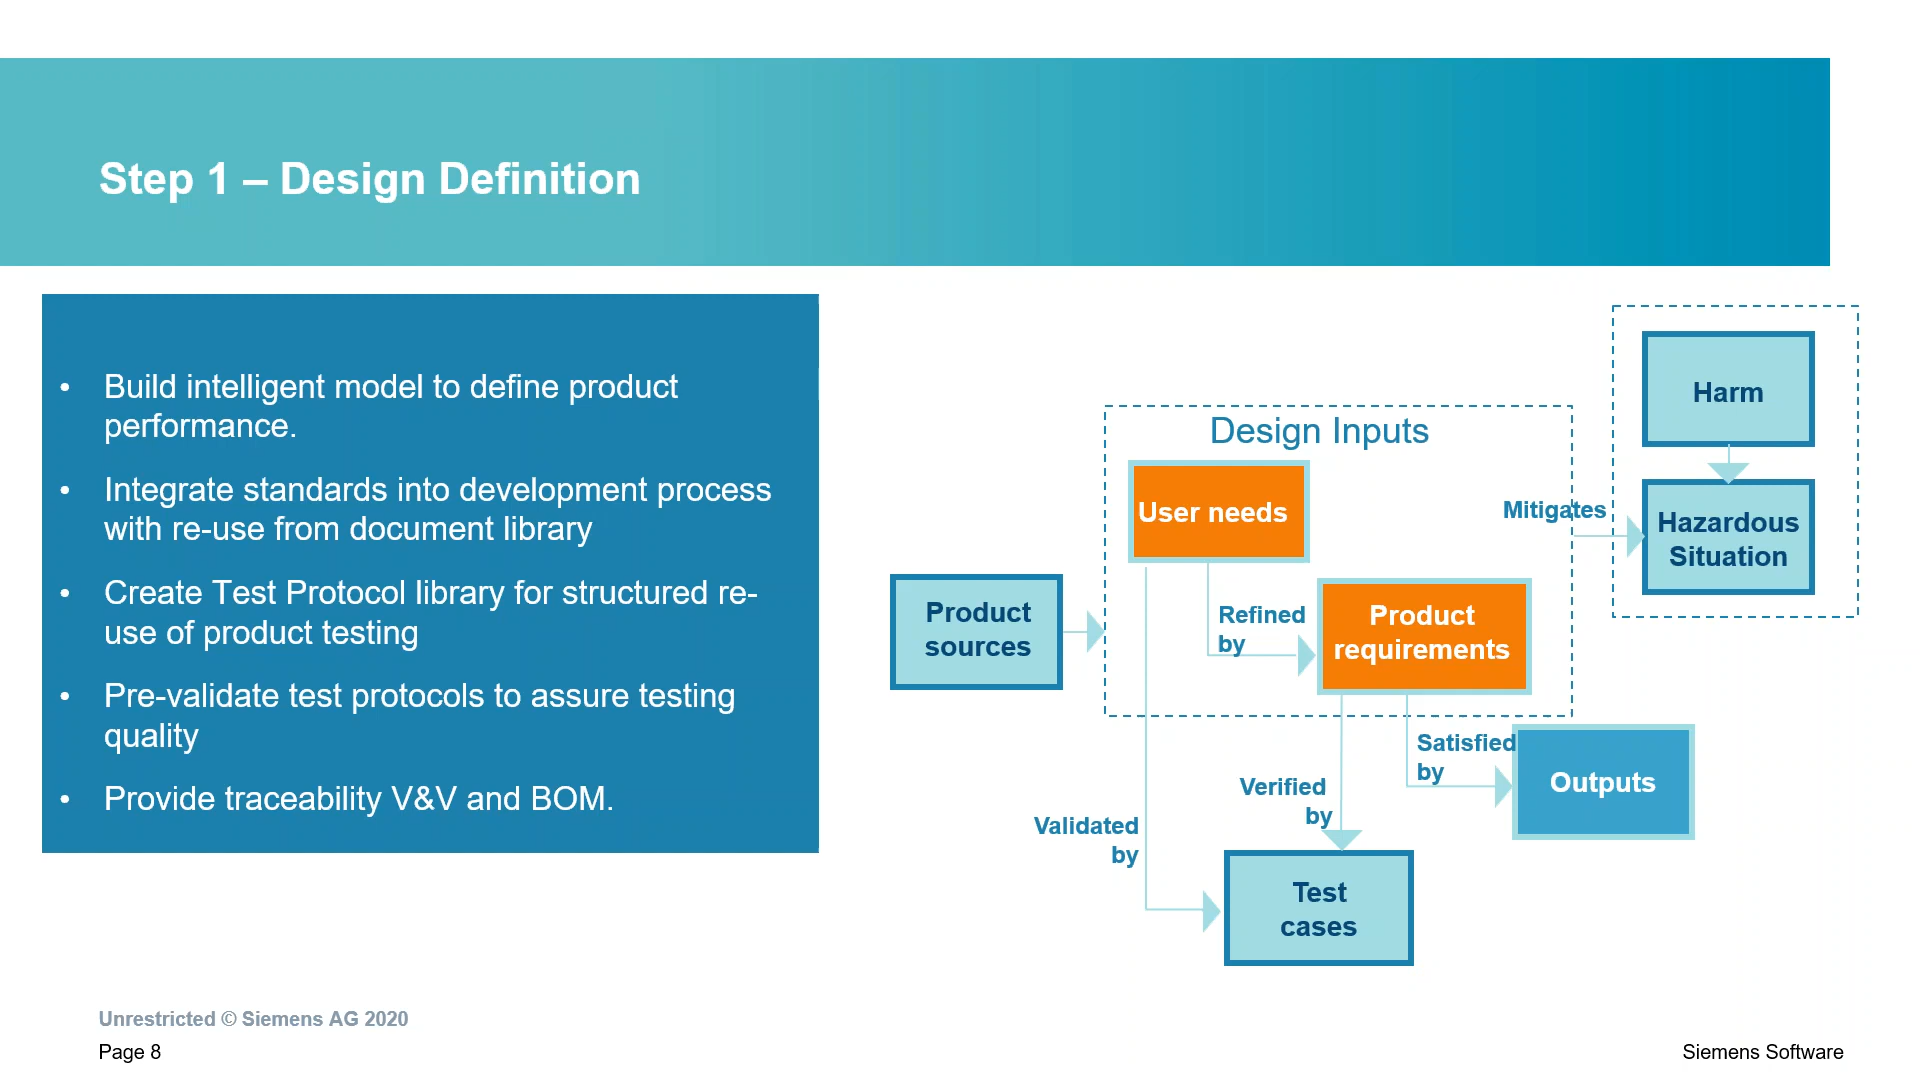 Step 1 – Design Definition
• Build intelligent model to define product
performance.
• Integrate standards into development process
with re-use from document library
• Create Test Protocol library for structured re-
use of product testing
• Pre-validate test protocols to assure testing
quality
• Provide traceability V&V and BOM.
Harm
Design Inputs
User needs
Mitigates
Hazardous
Situation
Product
sources
Refined
by
Product
requirements
Satisfied
by
Outputs
Verified
by
Validated
by
Test
cases
Unrestricted © Siemens AG 2020
Page 8
Siemens Software